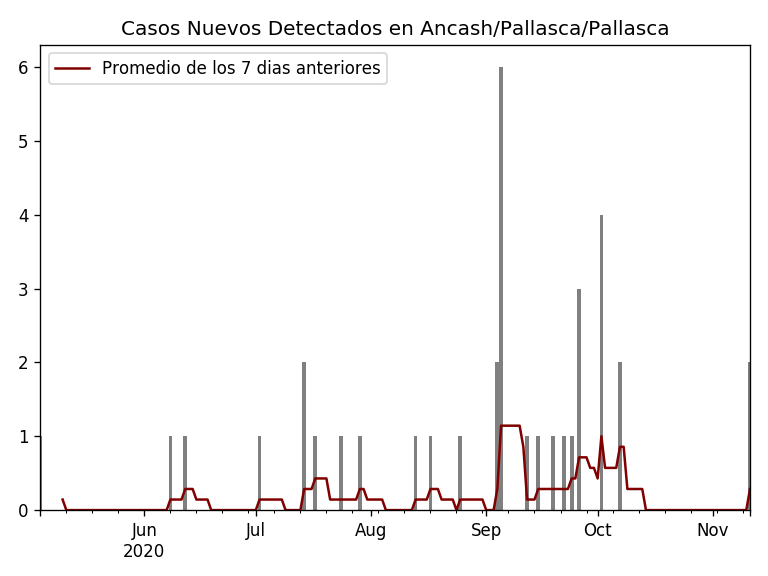 Casos Nuevos Detectados en Ancash/Pallasca/Pallasca
Promedio de los 7 dias anteriores
6
5
4
3
2
1
0
Jun Jul Aug Sep Oct Nov
2020